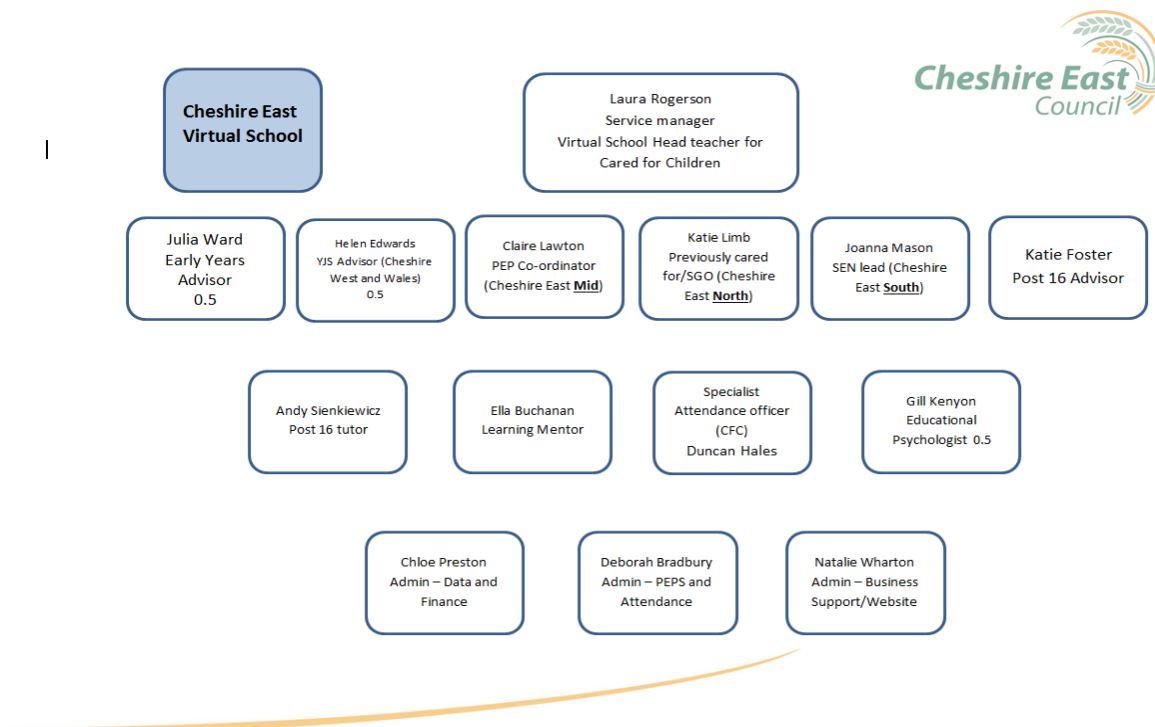 Cheshire East
Council
Cheshire East
Virtual School
Laura Rogerson
Service manager
Virtual School Head teacher for
Cared for Children
Julia Ward
Early Years
Advisor
0.5
Helen Edwards
YJS Advisor (Cheshire
West and Wales)
0.5
Claire Lawton
PEP Co-ordinator
(Cheshire East Mid)
Katie Limb
Previously cared
for/SGO (Cheshire
East North)
Joanna Mason
SEN lead (Cheshire
East South)
Katie Foster
Post 16 Advisor
Andy Sienkiewicz
Post 16 tutor
Ella Buchanan
Learning Mentor
Specialist
Attendance officer
(CFC)
Duncan Hales
Gill Kenyon
Educational
Psychologist 0.5
Chloe Preston
Admin – Data and
Finance
Deborah Bradbury
Admin – PEPS and
Attendance
Natalie Wharton
Admin – Business
Support/Website